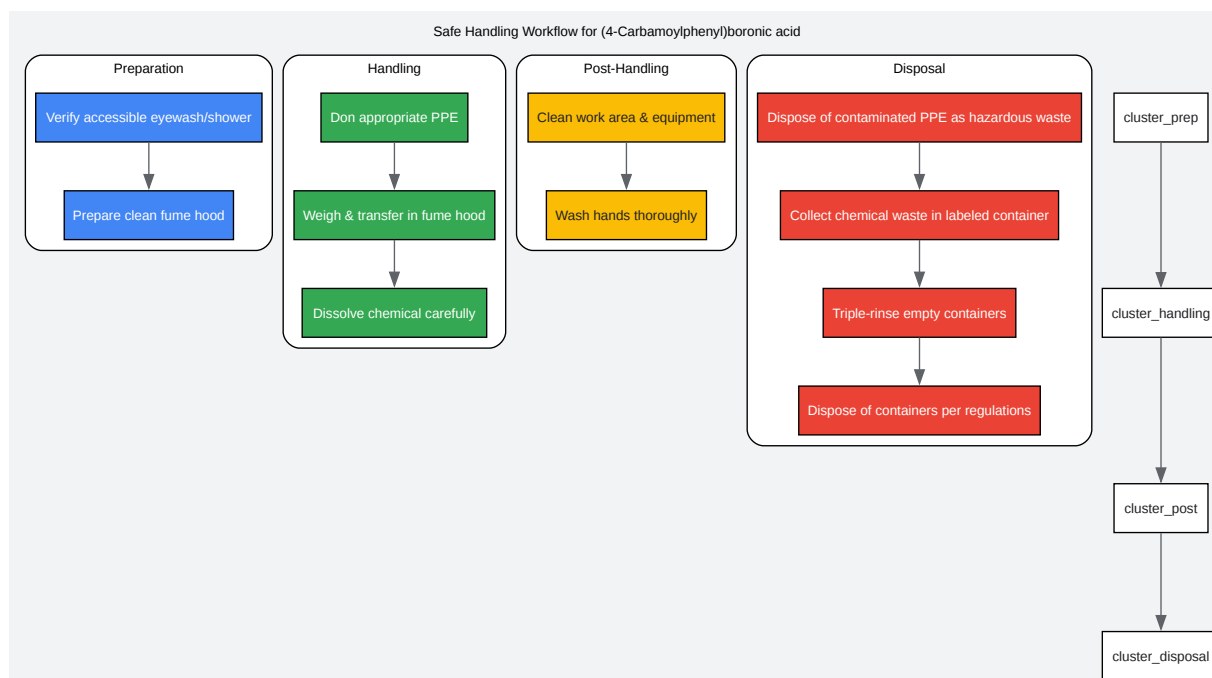 Safe Handling Workflow for (4-Carbamoylphenyl)boronic acid
Preparation
Verify accessible eyewash/shower
Prepare clean fume hood
Handling
Don appropriate PPE
Weigh & transfer in fume hood
Dissolve chemical carefully
Post-Handling
Clean work area & equipment
Wash hands thoroughly
Disposal
Dispose of contaminated PPE as hazardous waste
Collect chemical waste in labeled container
Triple-rinse empty containers
Dispose of containers per regulations
cluster_prep
cluster_handling
cluster_post
cluster_disposal